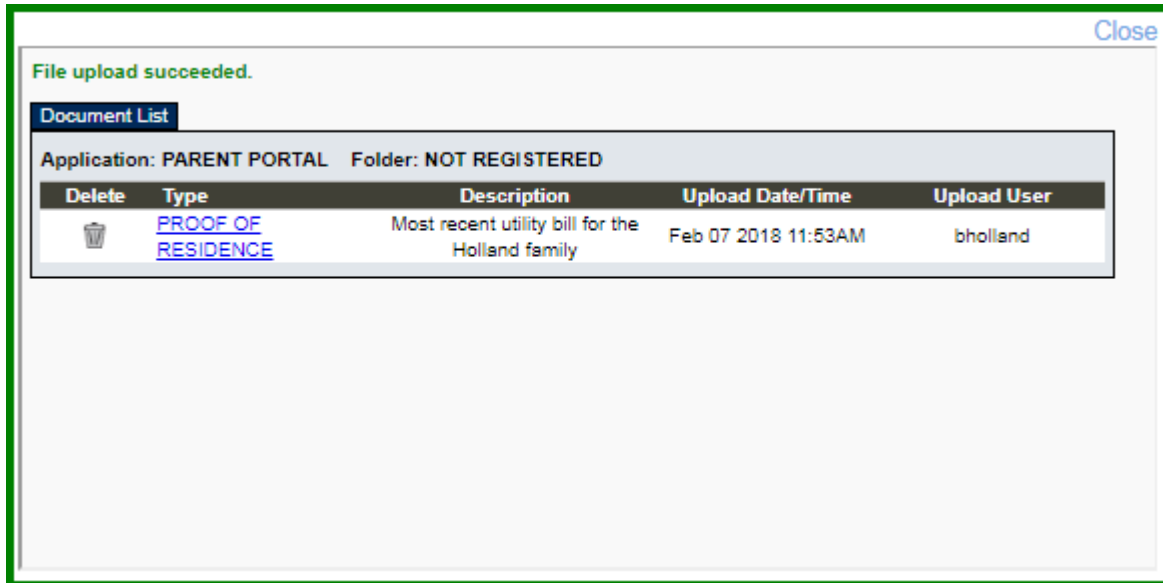 Close
File upload succeeded.
Document List
Application: PARENT PORTAL Folder: NOT REGISTERED
Delete Type Description Upload Date/Time Upload User
PROOF OF RESIDENCE Most recent utility bill for the Holland family Feb 07 2018 11:53AM bholland